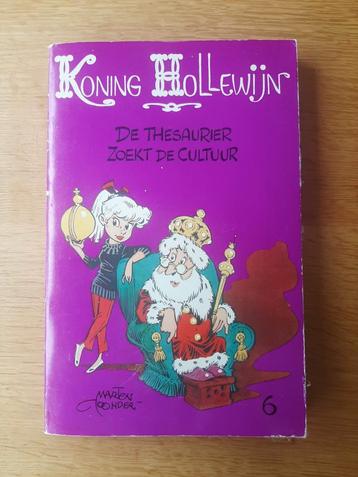 Koning Hollewijn
De Thesaurier
zoekt de cultuur
Marten
Toonder
6